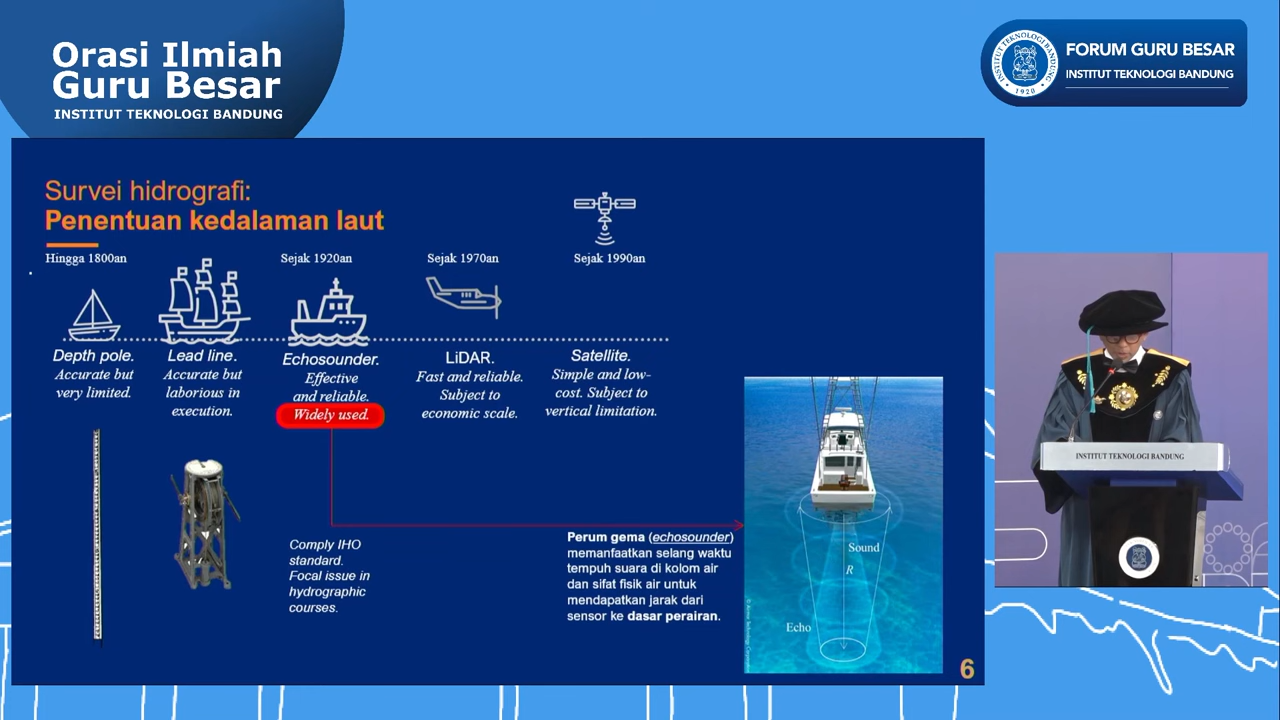 Orasi Ilmiah
Guru Besar
INSTITUT TEKNOLOGI BANDUNG
INSTITUT TEKNOLOGI BANDUNG
1920
FORUM GURU BESAR
INSTITUT TEKNOLOGI BANDUNG
Survei hidrografi:
Penentuan kedalaman laut
Hingga 1800an
Sejak 1920an
Sejak 1970an
Sejak 1990an
Depth pole.
Accurate but
very limited.
Lead line.
Accurate but
laborious in
execution.
Echosounder.
Effective
and reliable.
Widely used.
LiDAR.
Fast and reliable.
Subject to
economic scale.
Satellite.
Simple and low-
cost. Subject to
vertical limitation.
Comply IHO
standard.
Focal issue in
hydrographic
courses.
Perum gema (echosounder)
memanfaatkan selang waktu
tempuh suara di kolom air
dan sifat fisik air untuk
mendapatkan jarak dari
sensor ke dasar perairan.
Sound
R
Echo
6
INSTITUT TEKNOLOGI BANDUNG